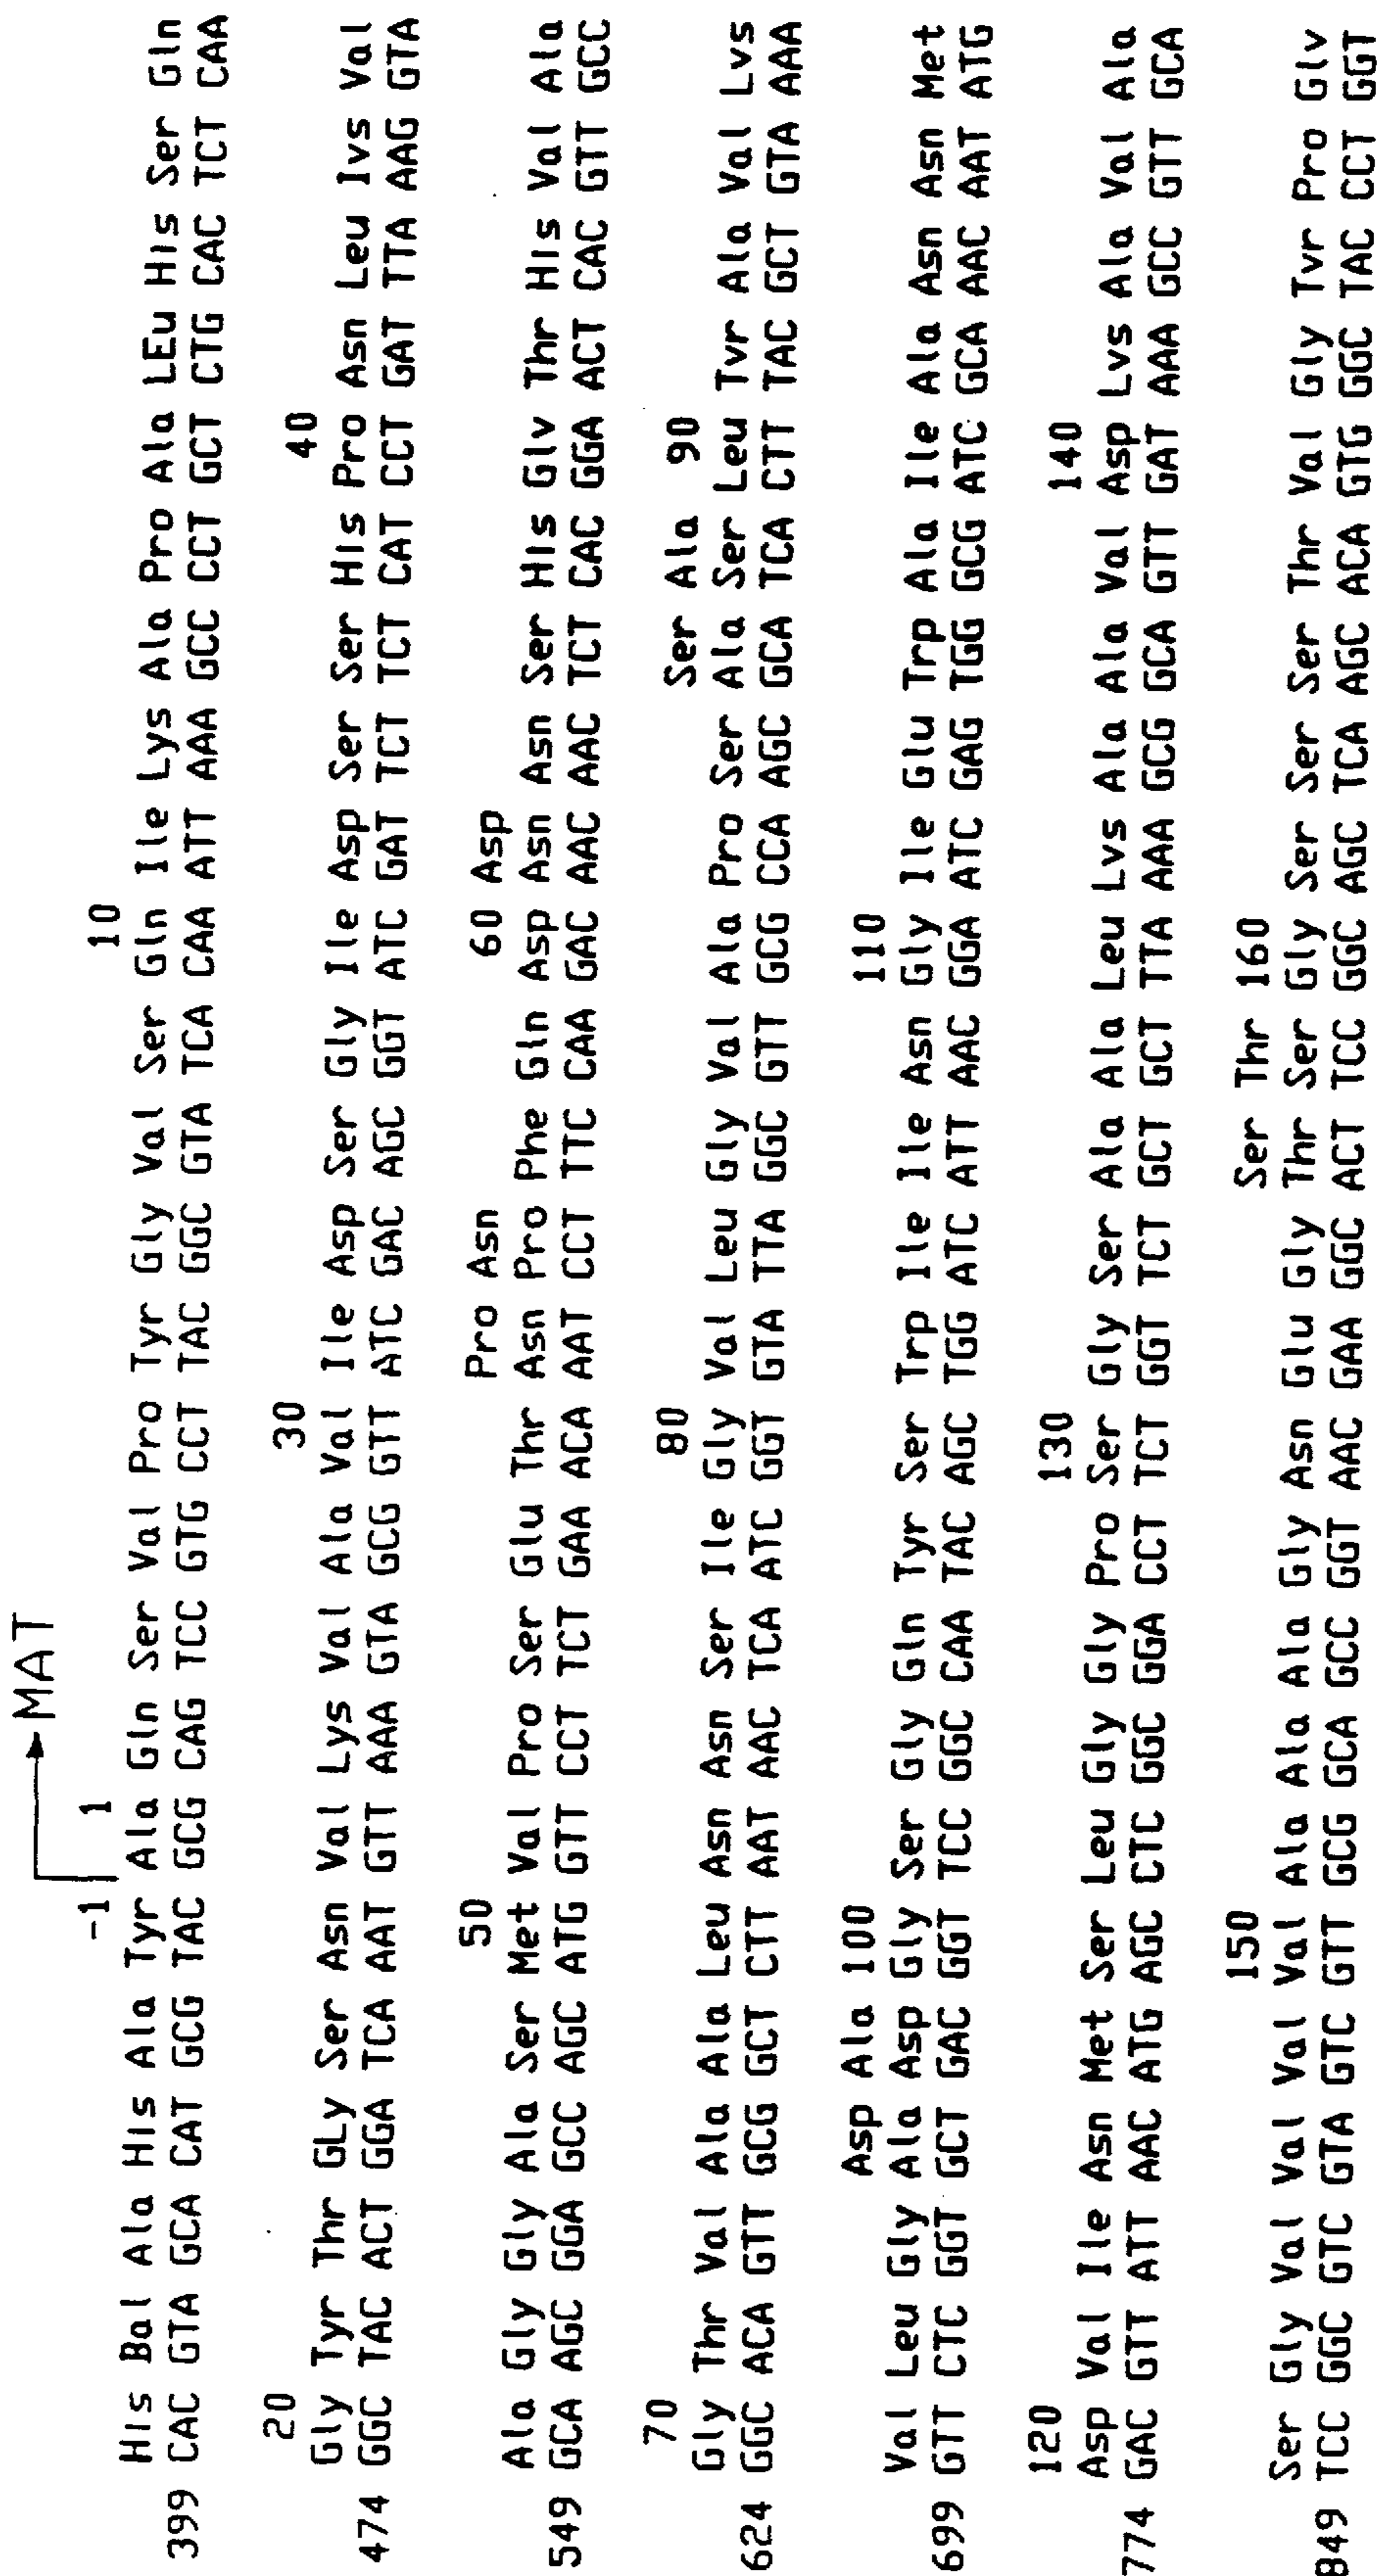 MAT
-1 1 10
His Bal Ala His Ala Tyr Ala Gln Ser Val Pro Tyr Gly Val Ser Gln Ile Lys Ala Pro Ala LEu His Ser Gln
399 CAC GTA GCA CAT GCG TAC GCG CAG TCC GTG CCT TAC GGC GTA TCA CAA ATT AAA GCC CCT GCT CTG CAC TCT CAA
20 30 40
Gly Tyr Thr GLy Ser Asn Val Lys Val Ala Val Ile Asp Ser Gly Ile Asp Ser Ser His Pro Asn Leu Ivs Val
474 GGC TAC ACT GGA TCA AAT GTT AAA GTA GCG GTT ATC GAC AGC GGT ATC GAT TCT TCT CAT CCT GAT TTA AAG GTA
50 Pro Asn 60 Asp
Ala Gly Gly Ala Ser Met Val Pro Ser Glu Thr Asn Pro Phe Gln Asp Asn Asn Ser His Glv Thr His Val Ala
549 GCA AGC GGA GCC AGC ATG GTT CCT TCT GAA ACA AAT CCT TTC CAA GAC AAC AAC TCT CAC GGA ACT CAC GTT GCC
70 80 Ser Ala 90
Gly Thr Val Ala Ala Leu Asn Asn Ser Ile Gly Val Leu Gly Val Ala Pro Ser Ala Ser Leu Tvr Ala Val Lvs
624 GGC ACA GTT GCG GCT CTT AAT AAC TCA ATC GGT GTA TTA GGC GTT GCG CCA AGC GCA TCA CTT TAC GCT GTA AAA
Asp Ala 100 110
Val Leu Gly Ala Asp Gly Ser Gly Gln Tyr Ser Trp Ile Ile Asn Gly Ile Glu Trp Ala Ile Ala Asn Asn Met
699 GTT CTC GGT GCT GAC GGT TCC GGC CAA TAC AGC TGG ATC ATT AAC GGA ATC GAG TGG GCG ATC GCA AAC AAT ATG
120 130 140
Asp Val Ile Asn Met Ser Leu Gly Gly Pro Ser Gly Ser Ala Ala Leu Lvs Ala Ala Val Asp Lvs Ala Val Ala
774 GAC GTT ATT AAC ATG AGC CTC GGC GGA CCT TCT GGT TCT GCT GCT TTA AAA GCG GCA GTT GAT AAA GCC GTT GCA
150 Ser Thr 160
Ser Gly Val Val Val Val Ala Ala Ala Gly Asn Glu Gly Thr Ser Gly Ser Ser Ser Thr Val Gly Tvr Pro Glv
849 TCC GGC GTC GTA GTC GTT GCG GCA GCC GGT AAC GAA GGC ACT TCC GGC AGC TCA AGC ACA GTG GGC TAC CCT GGT